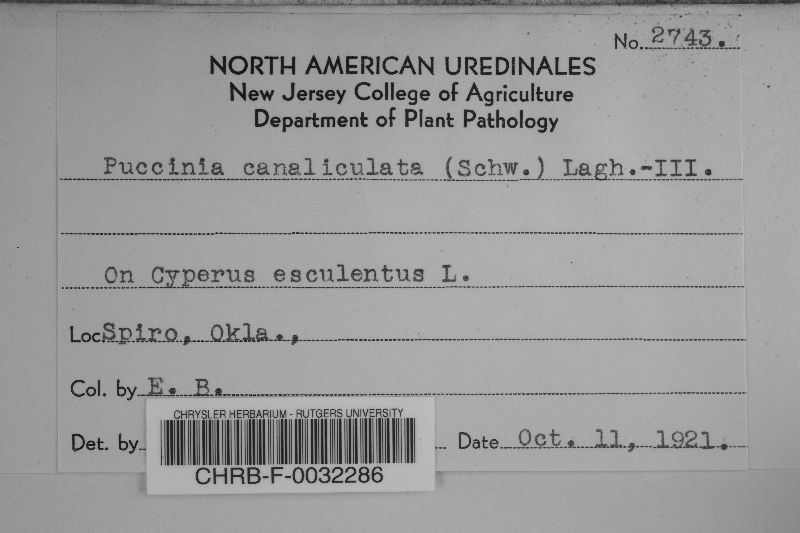 No. 2743.
NORTH AMERICAN UREDINALES
New Jersey College of Agriculture
Department of Plant Pathology
Puccinia canaliculata (Schw.) Lagh.-III.
On Cyperus esculentus L.
Loc Spiro, Okla.,
Col. by E. B.
Det. by Date Oct. 11, 1921.
CHRYSLER HERBARIUM - RUTGERS UNIVERSITY
CHRB-F-0032286